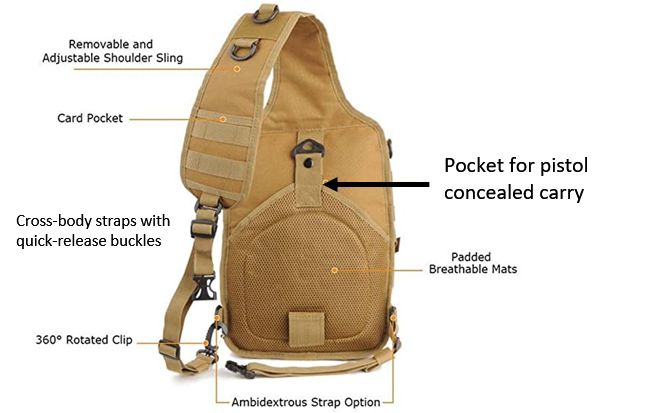 Removable and
Adjustable Shoulder Sling
Card Pocket
Pocket for pistol
concealed carry
Cross-body straps with
quick-release buckles
Padded
Breathable Mats
360° Rotated Clip
Ambidextrous Strap Option